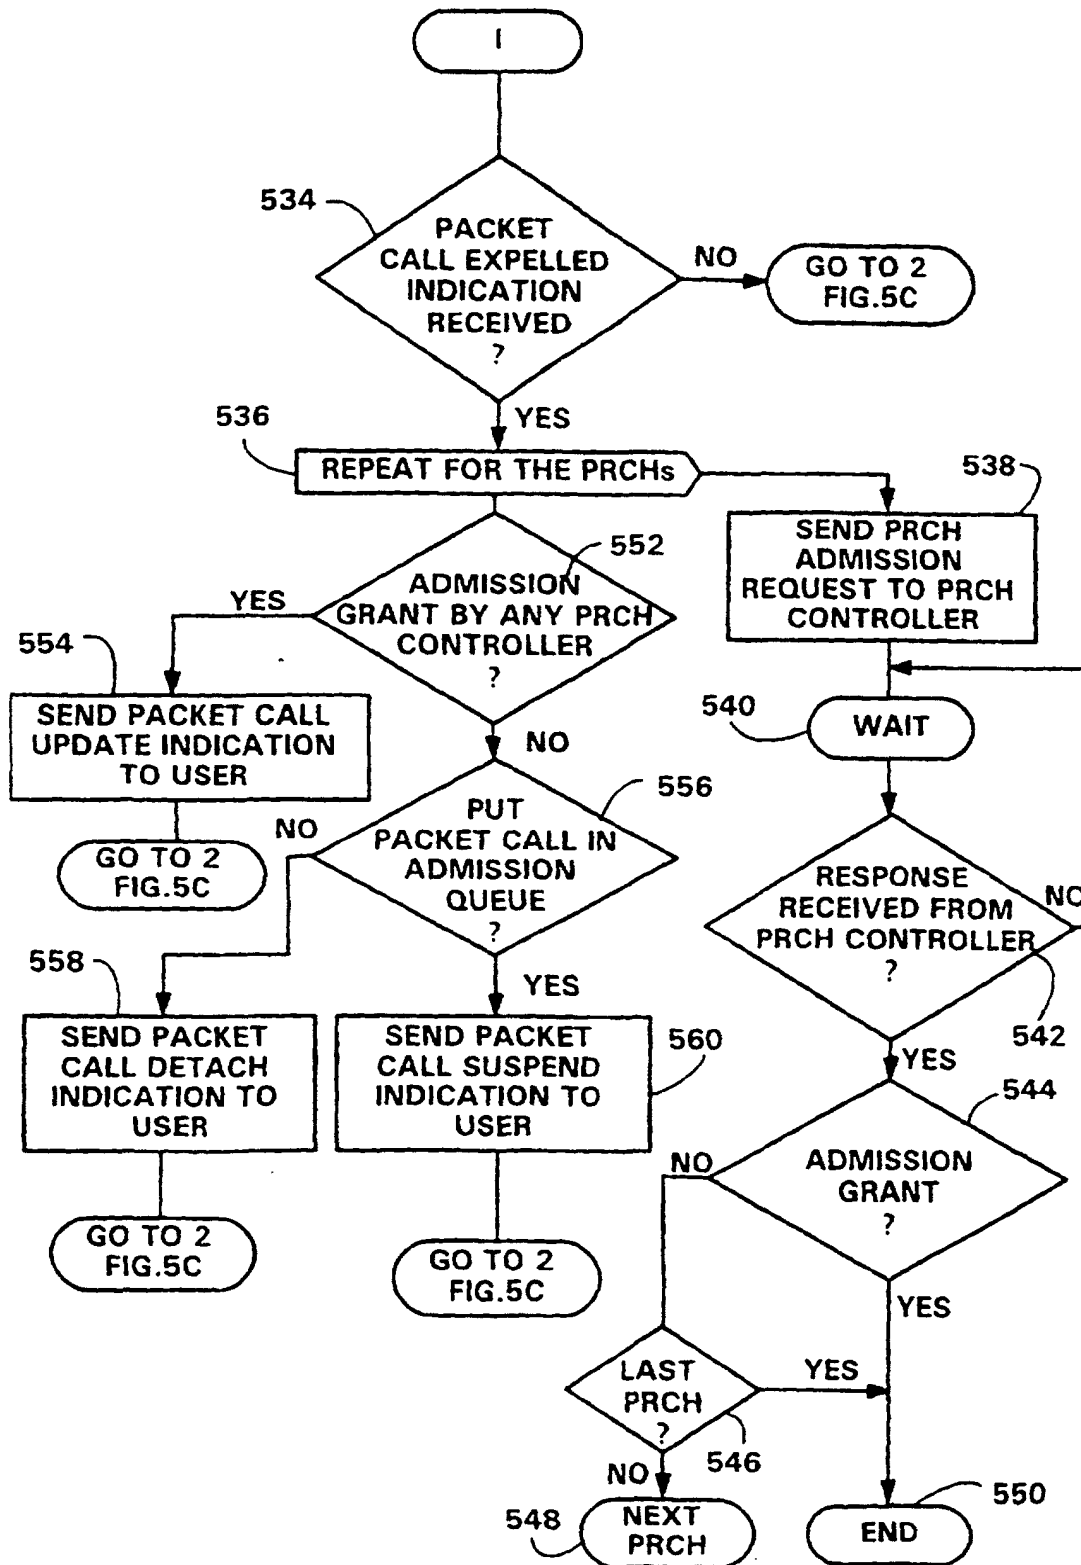 I
534
PACKET
CALL EXPELLED
INDICATION
RECEIVED
?
NO
GO TO 2
FIG.5C
YES
536
REPEAT FOR THE PRCHs
538
SEND PRCH
ADMISSION
REQUEST TO PRCH
CONTROLLER
552
ADMISSION
GRANT BY ANY PRCH
CONTROLLER
?
YES
554
SEND PACKET CALL
UPDATE INDICATION
TO USER
GO TO 2
FIG.5C
NO
540
WAIT
556
PUT
PACKET CALL IN
ADMISSION
QUEUE
?
NO
YES
RESPONSE
RECEIVED FROM
PRCH CONTROLLER
?
NO
542
YES
558
SEND PACKET
CALL DETACH
INDICATION TO
USER
GO TO 2
FIG.5C
SEND PACKET
CALL SUSPEND
INDICATION TO
USER
560
GO TO 2
FIG.5C
544
ADMISSION
GRANT
?
NO
YES
LAST
PRCH
?
YES
546
NO
548
NEXT
PRCH
END
550